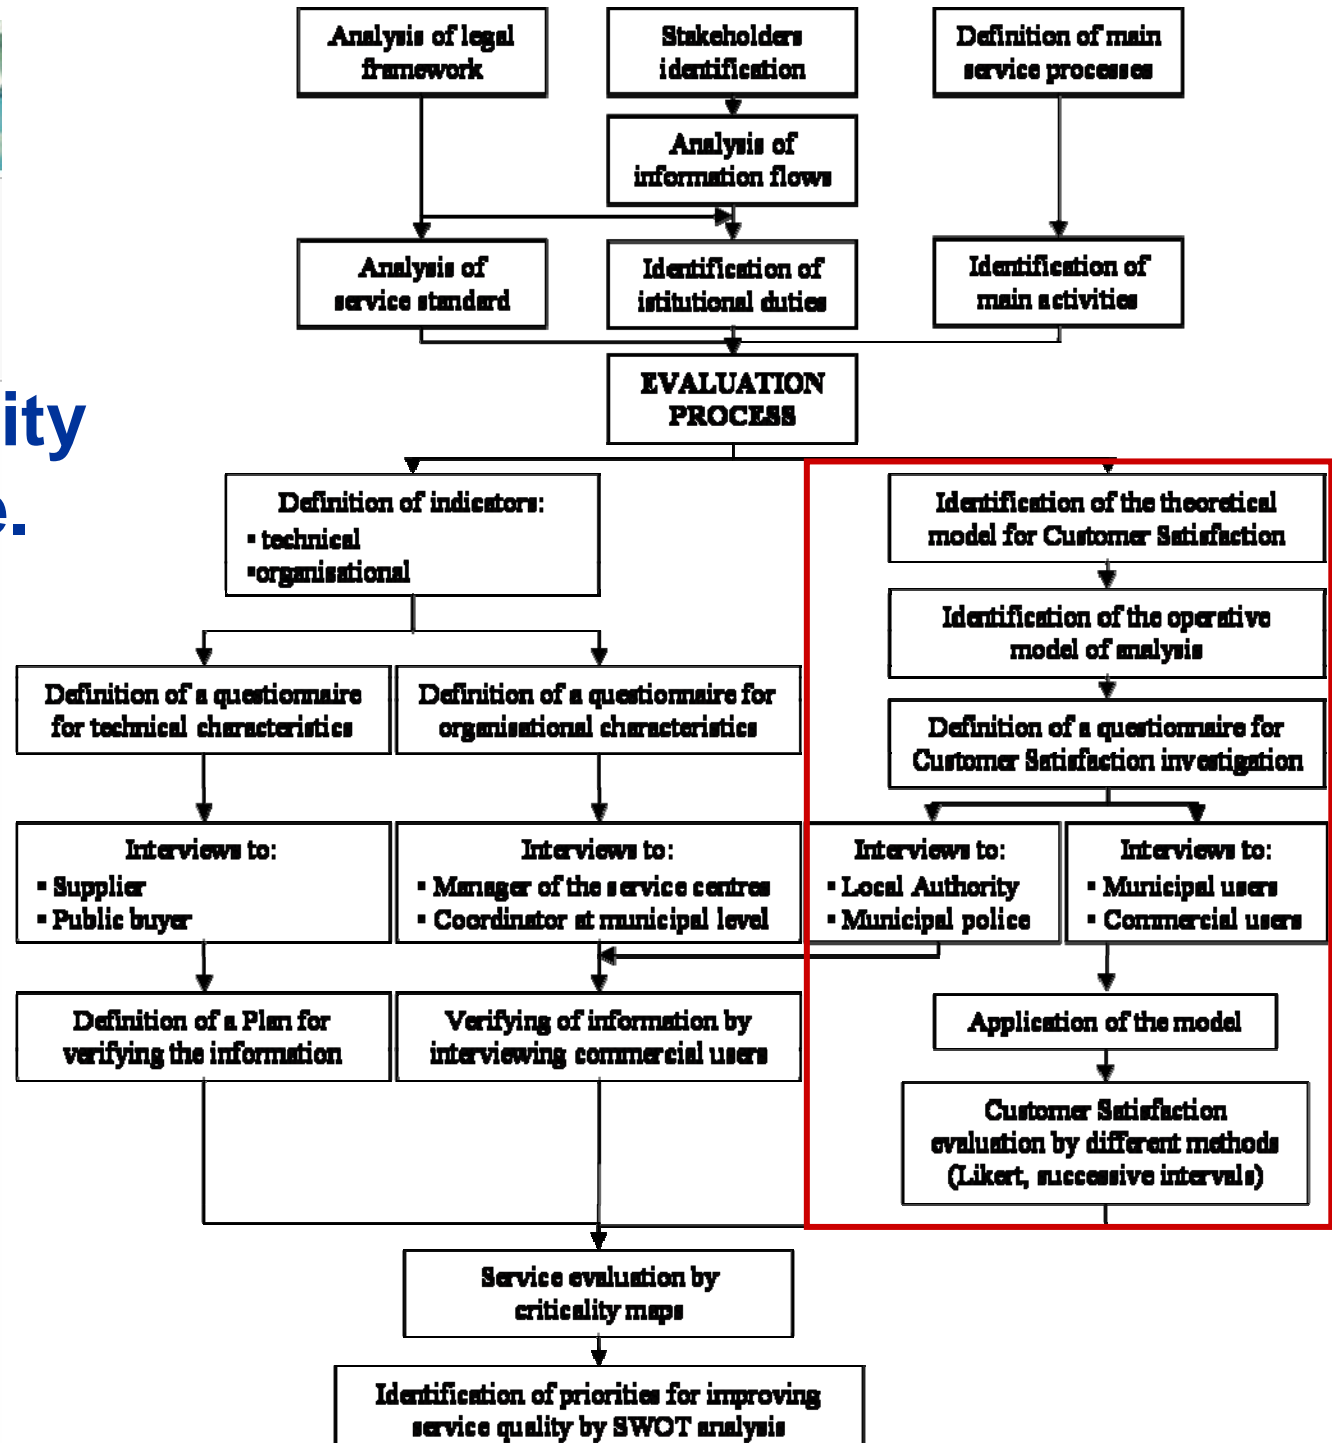 Analysis of legal
framework
Stakeholders
identification
Definition of main
service processes
Analysis of
information flows
Analysis of
service standard
Identification of
istitutional duties
Identification of
main activities
EVALUATION
PROCESS
ity
e.
Definition of indicators:
▪ technical
▪organisational
Identification of the theoretical
model for Customer Satisfaction
Identification of the operative
model of analysis
Definition of a questionnaire
for technical characteristics
Definition of a questionnaire for
organisational characteristics
Definition of a questionnaire for
Customer Satisfaction investigation
Interviews to:
▪ Supplier
▪ Public buyer
Interviews to:
▪ Manager of the service centres
▪ Coordinator at municipal level
Interviews to:
▪ Local Authority
▪ Municipal police
Interviews to:
▪ Municipal users
▪ Commercial users
Definition of a Plan for
verifying the information
Verifying of information by
interviewing commercial users
Application of the model
Customer Satisfaction
evaluation by different methods
(Likert, successive intervals)
Service evaluation by
criticality maps
Identification of priorities for improving
service quality by SWOT analysis